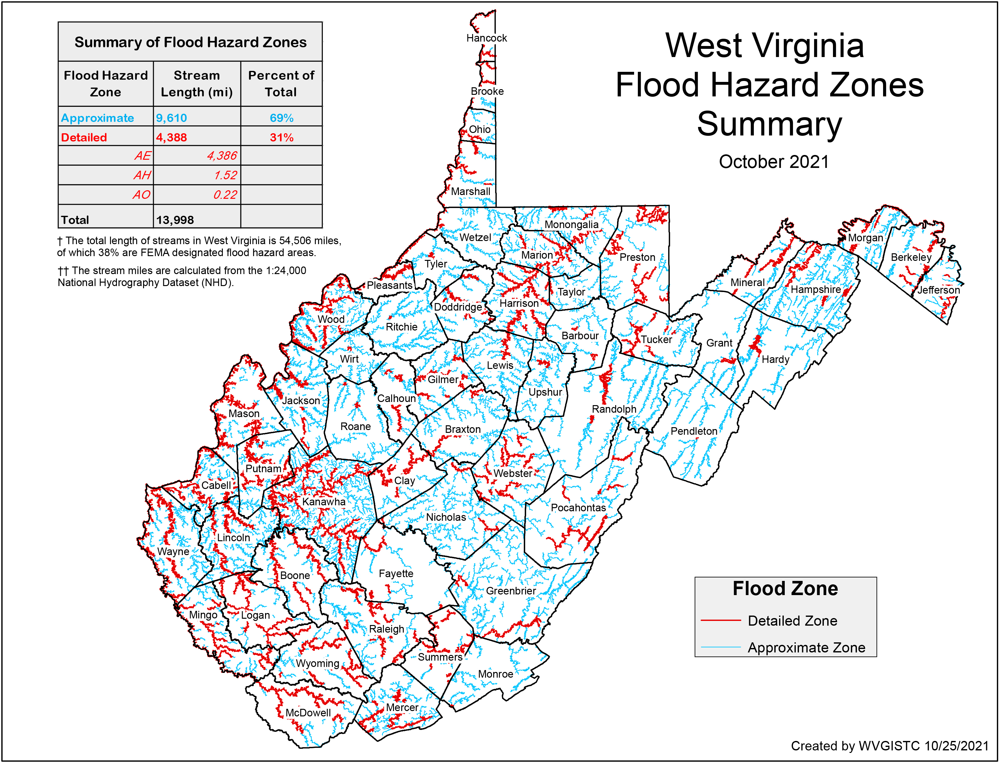 West Virginia
Flood Hazard Zones
Summary
October 2021
Summary of Flood Hazard Zones
Flood Hazard Zone | Stream Length (mi) | Percent of Total
Approximate 9,610 69%
Detailed 4,388 31%
AE 4,386
AH 1.52
AO 0.22
Total 13,998
† The total length of streams in West Virginia is 54,506 miles,
of which 38% are FEMA designated flood hazard areas.
†† The stream miles are calculated from the 1:24,000
National Hydrography Dataset (NHD).
Hancock
Brooke
Ohio
Marshall
Monongalia
Wetzel
Morgan
Marion
Preston
Berkeley
Tyler
Mineral
Pleasants
Hampshire
Jefferson
Taylor
Harrison
Doddridge
Wood
Ritchie
Barbour
Tucker
Grant
Wirt
Hardy
Lewis
Gilmer
Upshur
Calhoun
Jackson
Randolph
Mason
Roane
Braxton
Pendleton
Putnam
Webster
Clay
Cabell
Kanawha
Pocahontas
Nicholas
Lincoln
Wayne
Fayette
Boone
Greenbrier
Mingo
Logan
Raleigh
Summers
Wyoming
Monroe
Mercer
McDowell
Flood Zone
Detailed Zone
Approximate Zone
Created by WVGISTC 10/25/2021